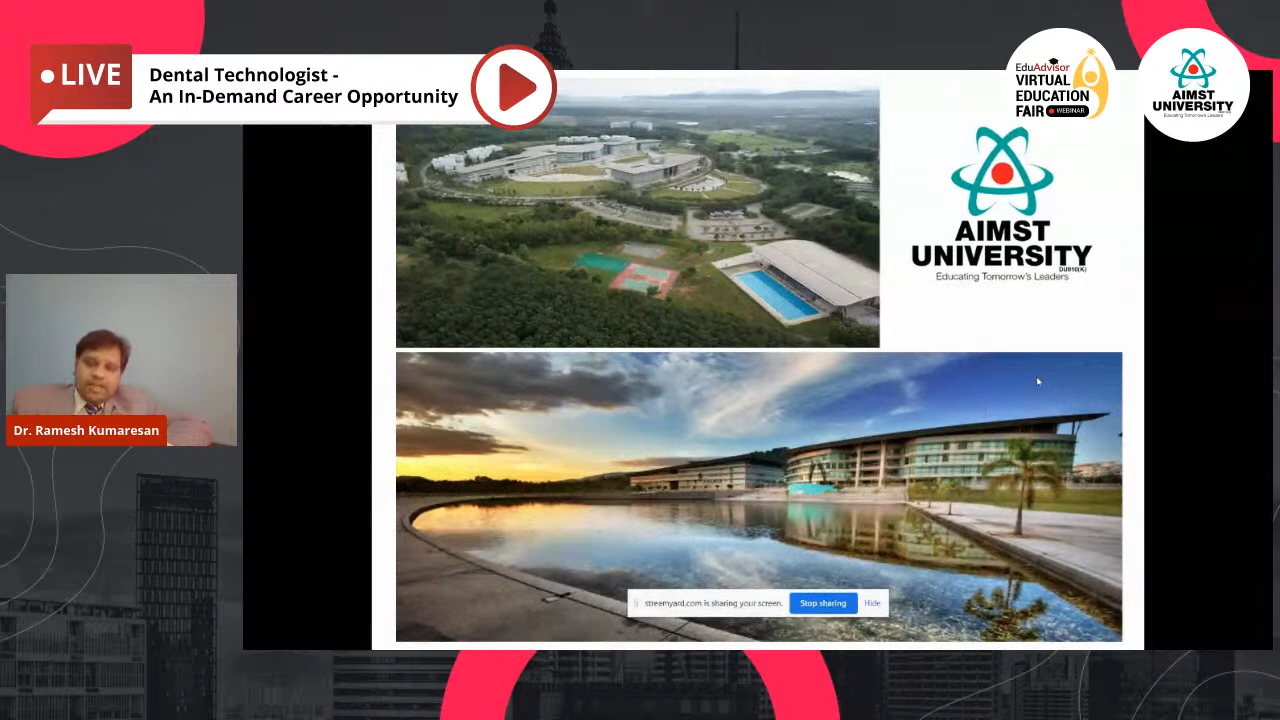 LIVE
Dental Technologist -
An In-Demand Career Opportunity
EduAdvisor
VIRTUAL
EDUCATION
FAIR
WEBINAR
AIMST
UNIVERSITY
Educating Tomorrow's Leaders
AIMST
UNIVERSITY
DU010(K)
Educating Tomorrow's Leaders
Dr. Ramesh Kumaresan
streamyard.com is sharing your screen.
Stop sharing
Hide